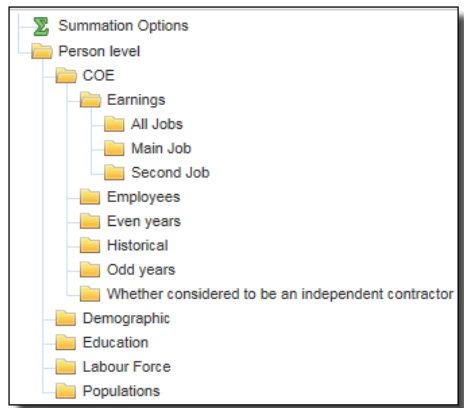 Summation Options
Person level
COE
Earnings
All Jobs
Main Job
Second Job
Employees
Even years
Historical
Odd years
Whether considered to be an independent contractor
Demographic
Education
Labour Force
Populations